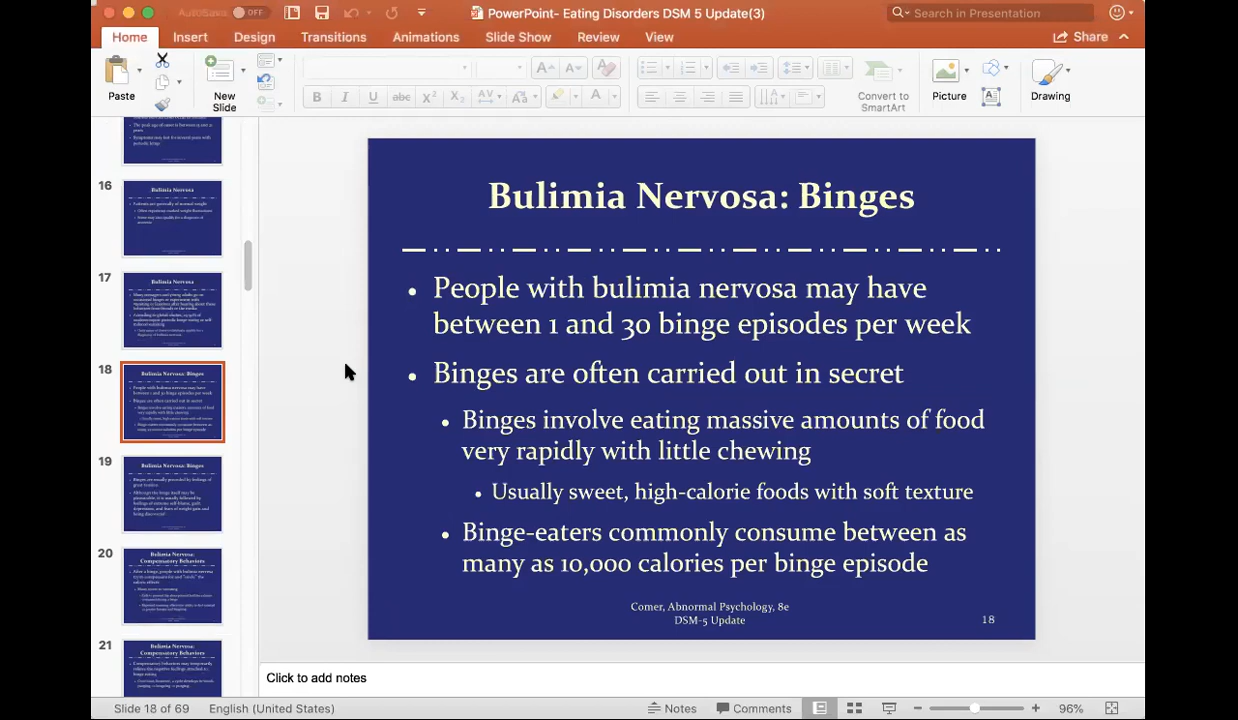 AutoSave OFF
PowerPoint- Eating Disorders DSM 5 Update(3)
Search in Presentation
Home Insert Design Transitions Animations Slide Show Review View Share
Paste
New
Slide
Convert to
SmartArt
Picture
Drawing
16
Bulimia Nervosa
17
Bulimia Nervosa
18
Bulimia Nervosa: Binges
19
Bulimia Nervosa: Binges
20
Bulimia Nervosa:
Compensatory Behaviors
21
Bulimia Nervosa:
Compensatory Behaviors
Bulimia Nervosa: Binges
• People with bulimia nervosa may have
between 1 and 30 binge episodes per week
• Binges are often carried out in secret
• Binges involve eating massive amounts of food
very rapidly with little chewing
• Usually sweet, high-calorie foods with soft texture
• Binge-eaters commonly consume between as
many as 10,000 calories per binge episode
Comer, Abnormal Psychology, 8e
DSM-5 Update
18
Click to add notes
Slide 18 of 69 English (United States) Notes Comments 96%